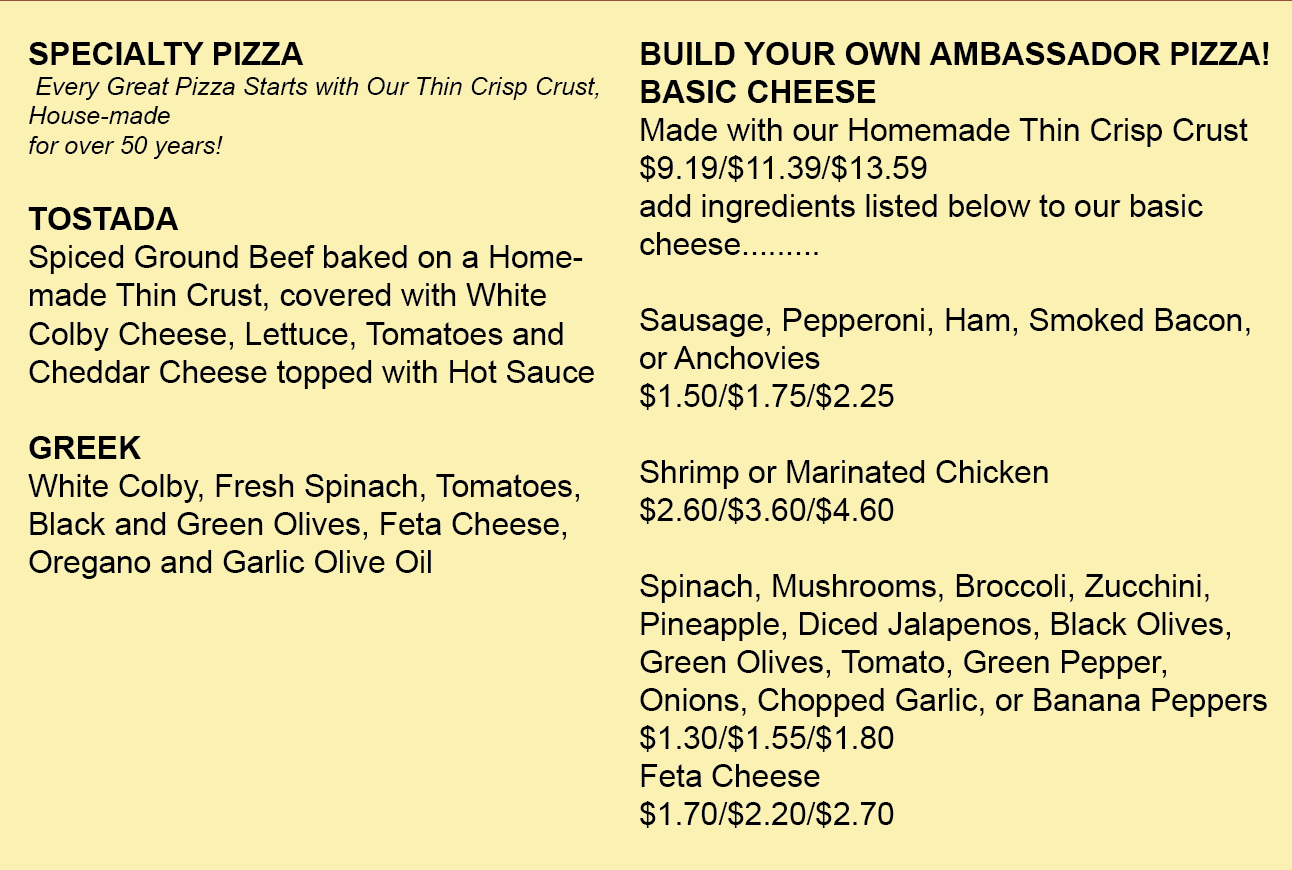 SPECIALTY PIZZA
Every Great Pizza Starts with Our Thin Crisp Crust,
House-made
for over 50 years!
TOSTADA
Spiced Ground Beef baked on a Home-
made Thin Crust, covered with White
Colby Cheese, Lettuce, Tomatoes and
Cheddar Cheese topped with Hot Sauce
GREEK
White Colby, Fresh Spinach, Tomatoes,
Black and Green Olives, Feta Cheese,
Oregano and Garlic Olive Oil
BUILD YOUR OWN AMBASSADOR PIZZA!
BASIC CHEESE
Made with our Homemade Thin Crisp Crust
$9.19/$11.39/$13.59
add ingredients listed below to our basic
cheese.........
Sausage, Pepperoni, Ham, Smoked Bacon,
or Anchovies
$1.50/$1.75/$2.25
Shrimp or Marinated Chicken
$2.60/$3.60/$4.60
Spinach, Mushrooms, Broccoli, Zucchini,
Pineapple, Diced Jalapenos, Black Olives,
Green Olives, Tomato, Green Pepper,
Onions, Chopped Garlic, or Banana Peppers
$1.30/$1.55/$1.80
Feta Cheese
$1.70/$2.20/$2.70